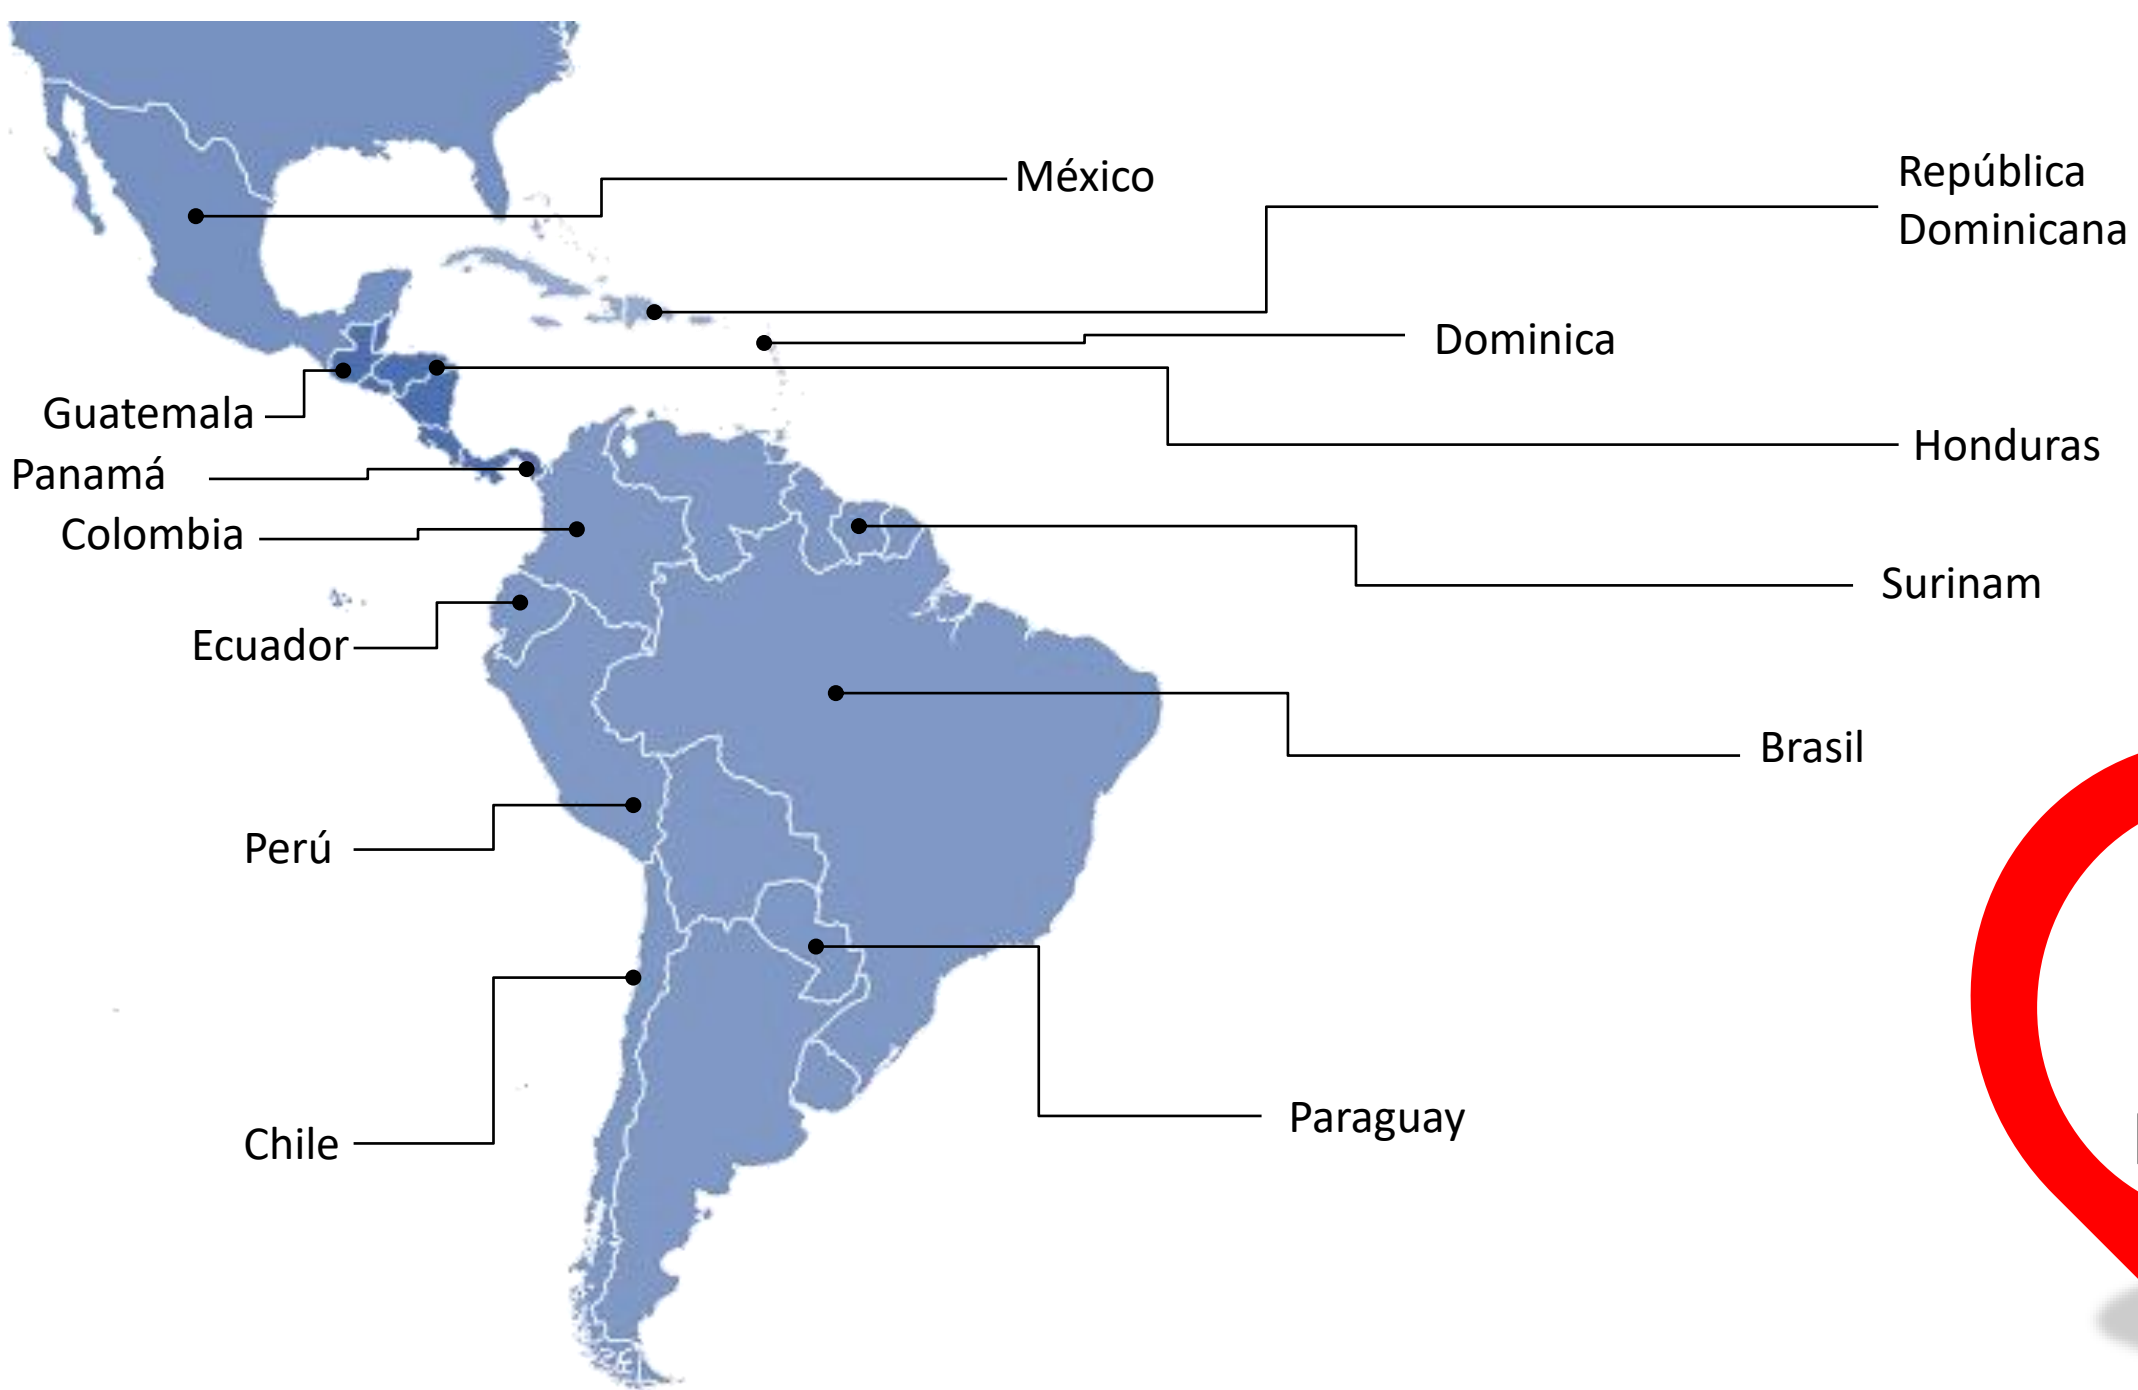 México
República
Dominicana
Dominica
Guatemala
Honduras
Panamá
Colombia
Surinam
Ecuador
Brasil
Perú
Paraguay
Chile